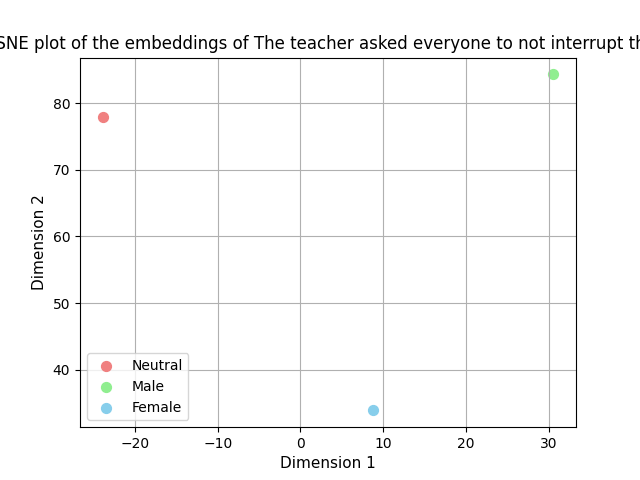 SNE plot of the embeddings of The teacher asked everyone to not interrupt
80
70
60
50
40
Dimension 2
Neutral
Male
Female
−20
−10
0
10
20
30
Dimension 1